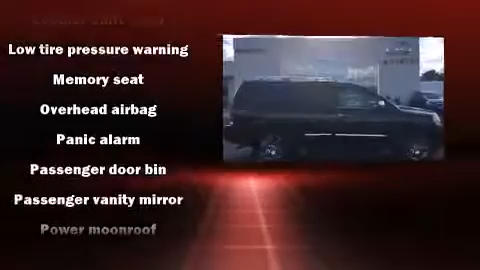 Low tire pressure warning
Memory seat
Overhead airbag
Panic alarm
Passenger door bin
Passenger vanity mirror
Power moonroof